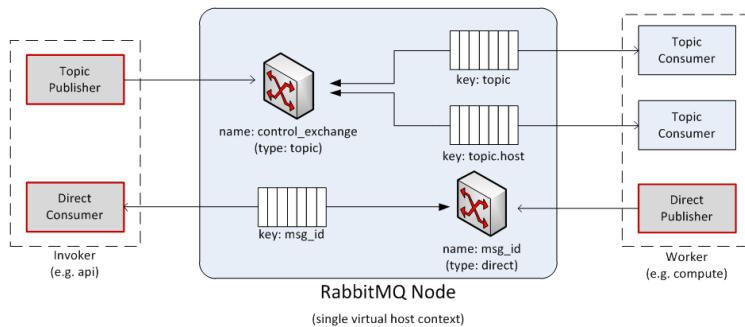 Topic
Publisher
name: control_exchange
(type: topic)
key: topic
Topic
Consumer
key: topic.host
Topic
Consumer
Direct
Consumer
key: msg_id
name: msg_id
(type: direct)
Direct
Publisher
Invoker
(e.g. api)
Worker
(e.g. compute)
RabbitMQ Node
(single virtual host context)